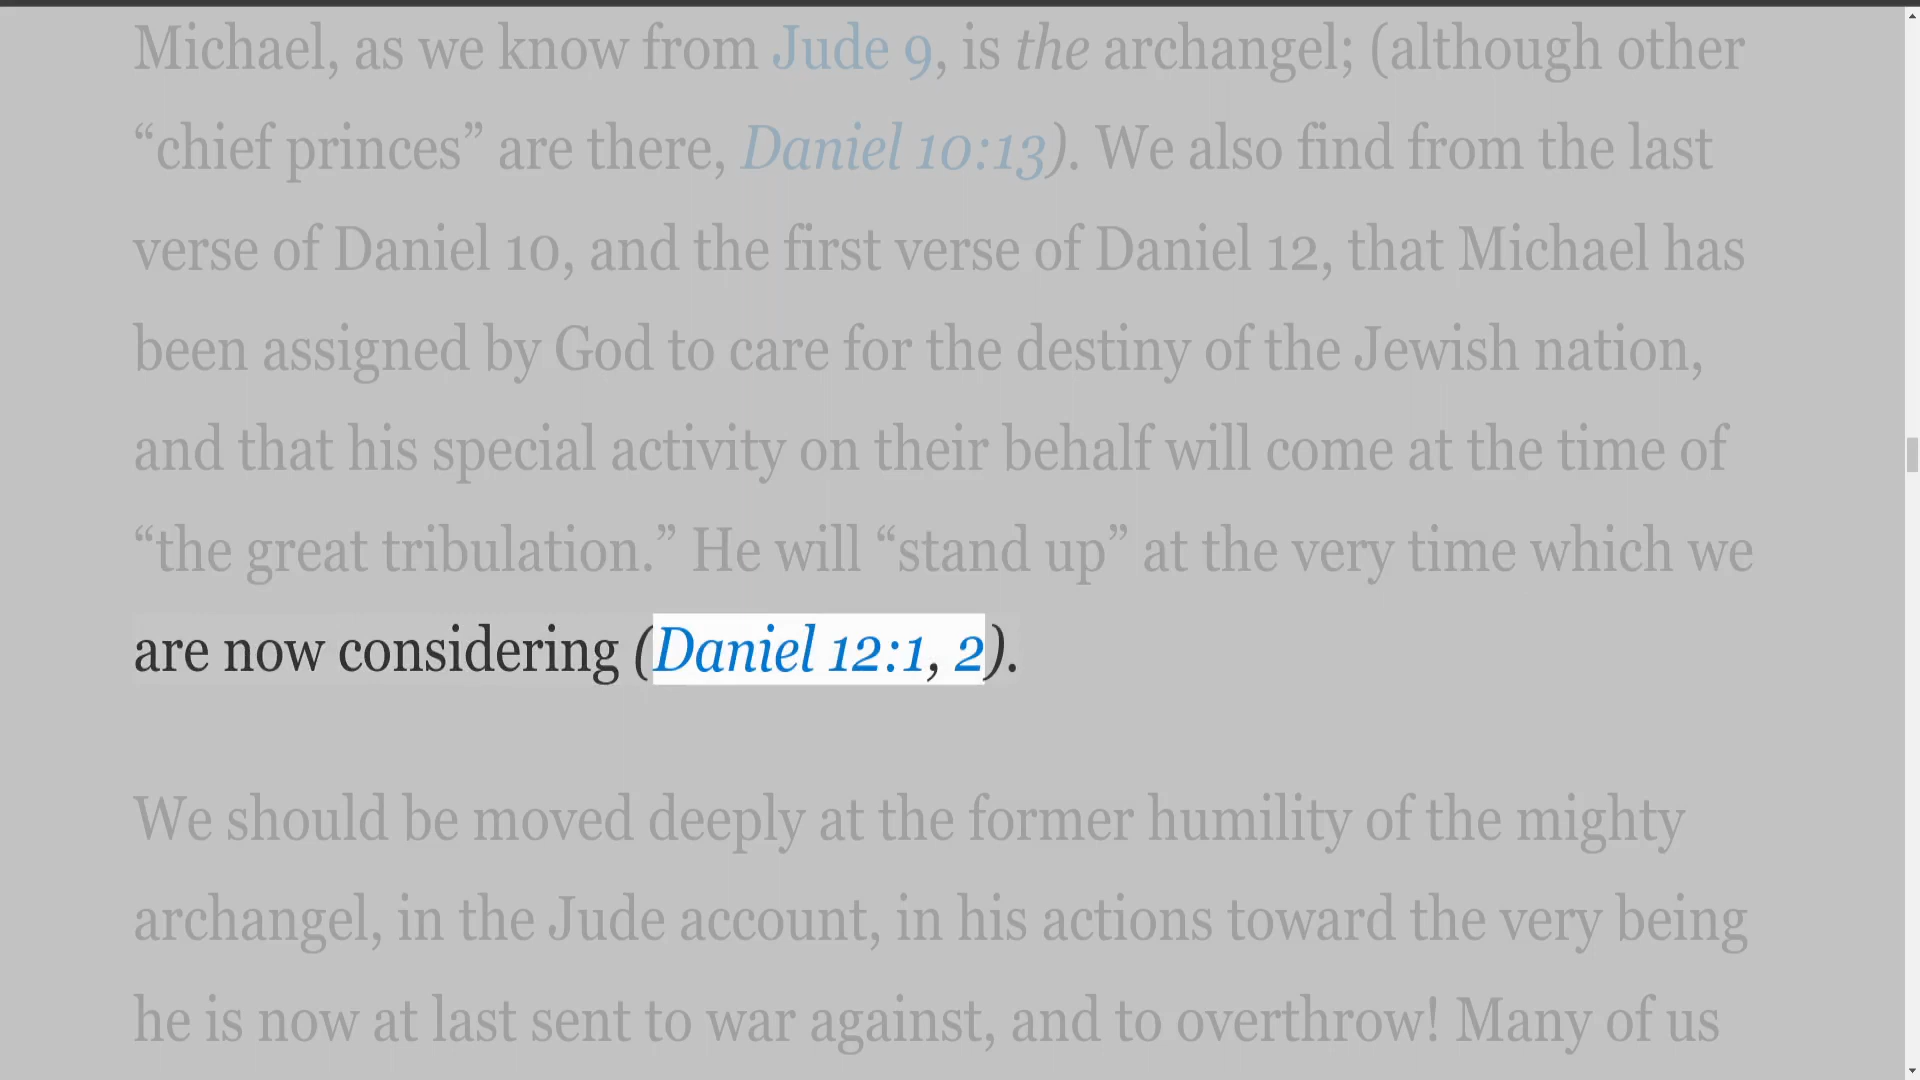 Michael, as we know from Jude 9, is the archangel; (although other
“chief princes” are there, Daniel 10:13). We also find from the last
verse of Daniel 10, and the first verse of Daniel 12, that Michael has
been assigned by God to care for the destiny of the Jewish nation,
and that his special activity on their behalf will come at the time of
“the great tribulation.” He will “stand up” at the very time which we
are now considering (Daniel 12:1, 2).
We should be moved deeply at the former humility of the mighty
archangel, in the Jude account, in his actions toward the very being
he is now at last sent to war against, and to overthrow! Many of us